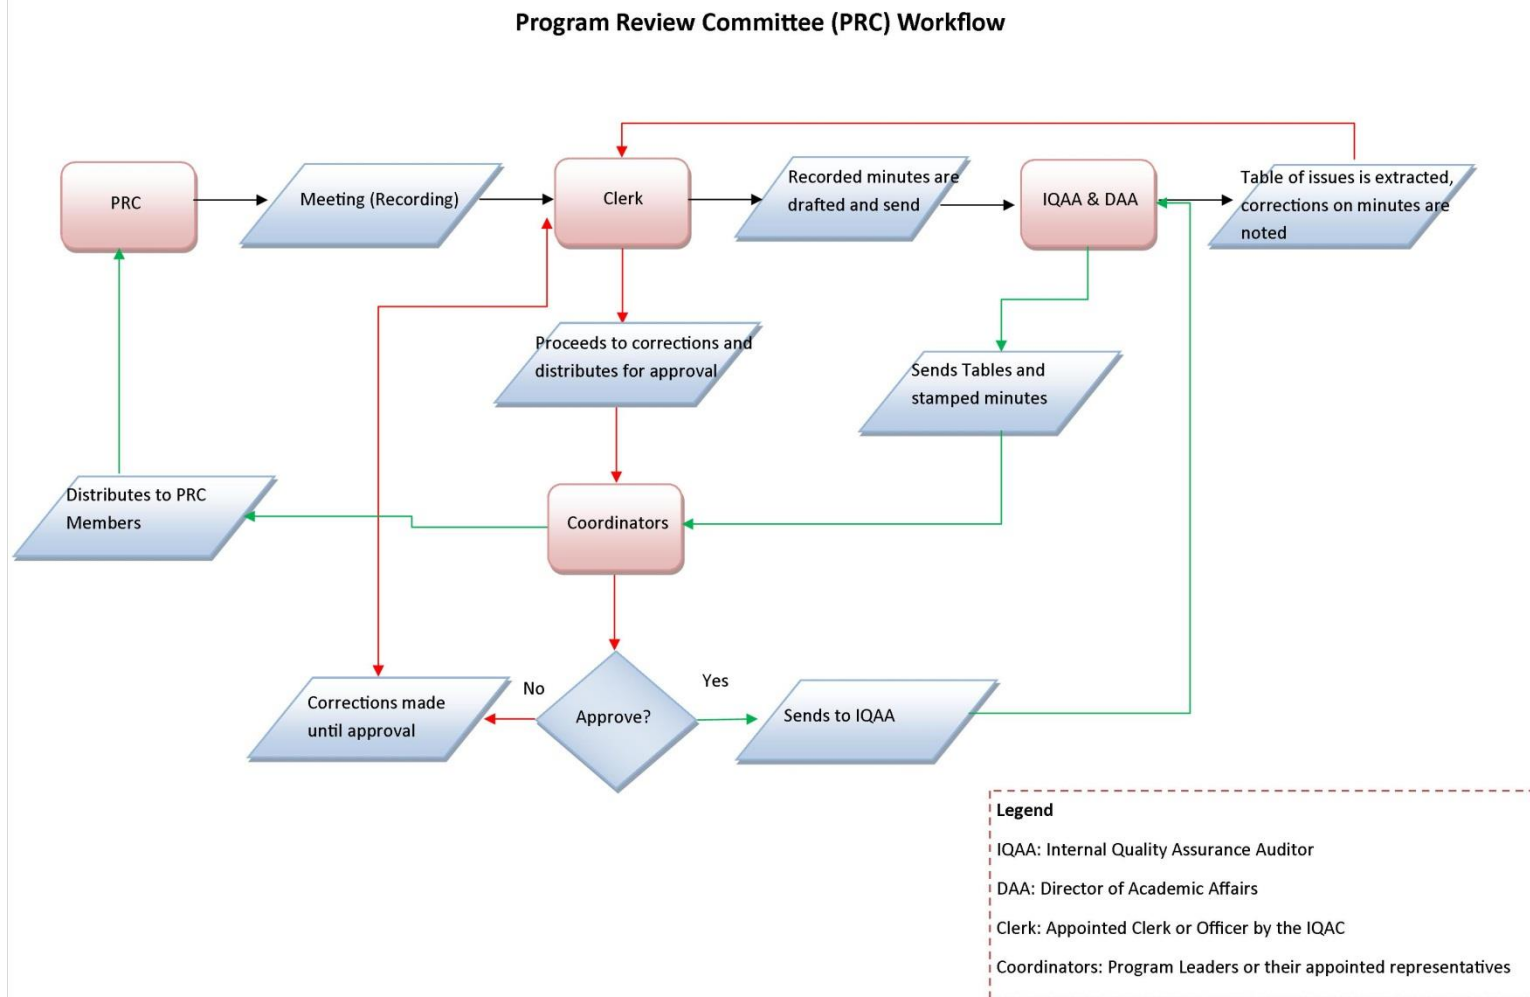 Program Review Committee (PRC) Workflow
PRC
Meeting (Recording)
Clerk
Recorded minutes are
drafted and send
IQAA & DAA
Table of issues is extracted,
corrections on minutes are
noted
Proceeds to corrections and
distributes for approval
Sends Tables and
stamped minutes
Distributes to PRC
Members
Coordinators
Corrections made
until approval
No
Approve?
Yes
Sends to IQAA
Legend
IQAA: Internal Quality Assurance Auditor
DAA: Director of Academic Affairs
Clerk: Appointed Clerk or Officer by the IQAC
Coordinators: Program Leaders or their appointed representatives